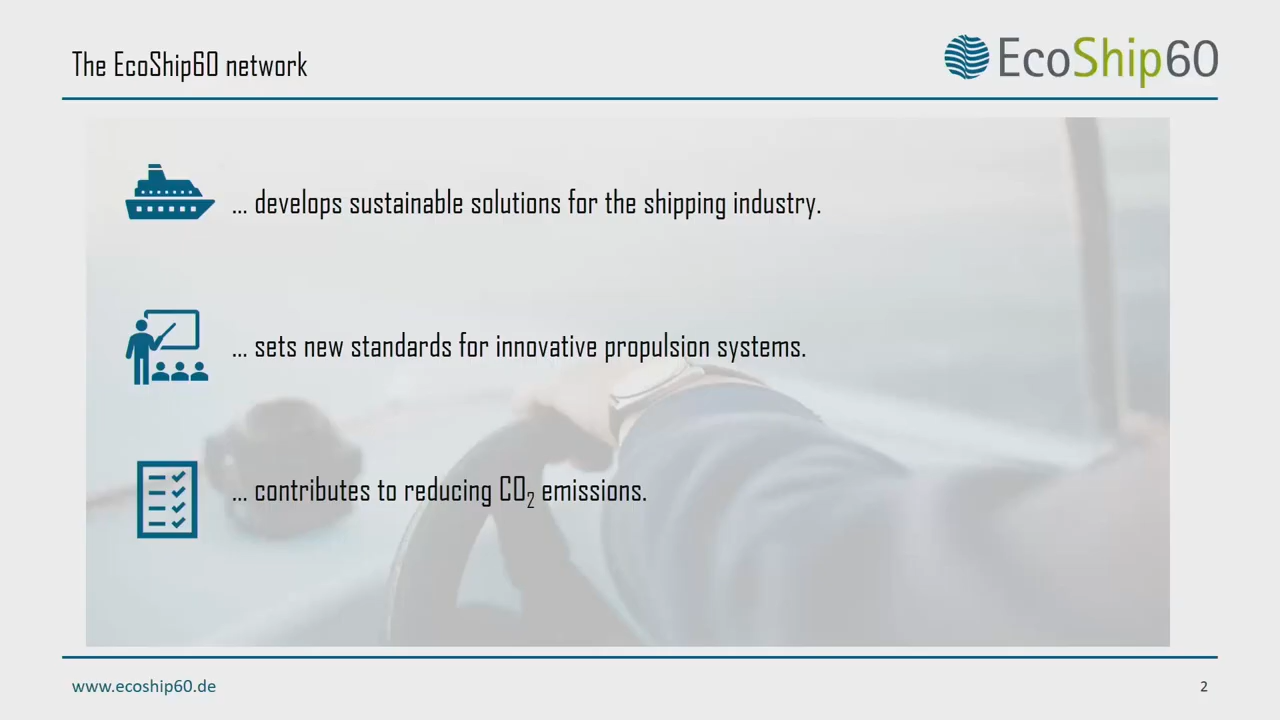 The EcoShip60 network
EcoShip60
... develops sustainable solutions for the shipping industry.
... sets new standards for innovative propulsion systems.
... contributes to reducing CO₂ emissions.
www.ecoship60.de
2